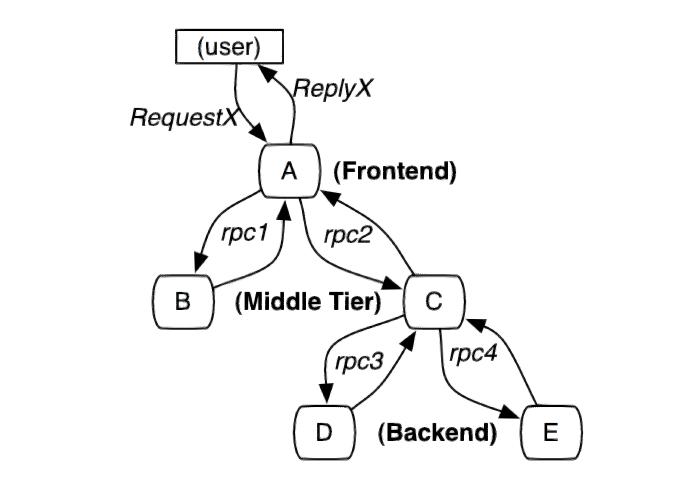 (user)
ReplyX
RequestX
A
(Frontend)
rpc1
rpc2
B
(Middle Tier)
C
rpc3
rpc4
D
(Backend)
E